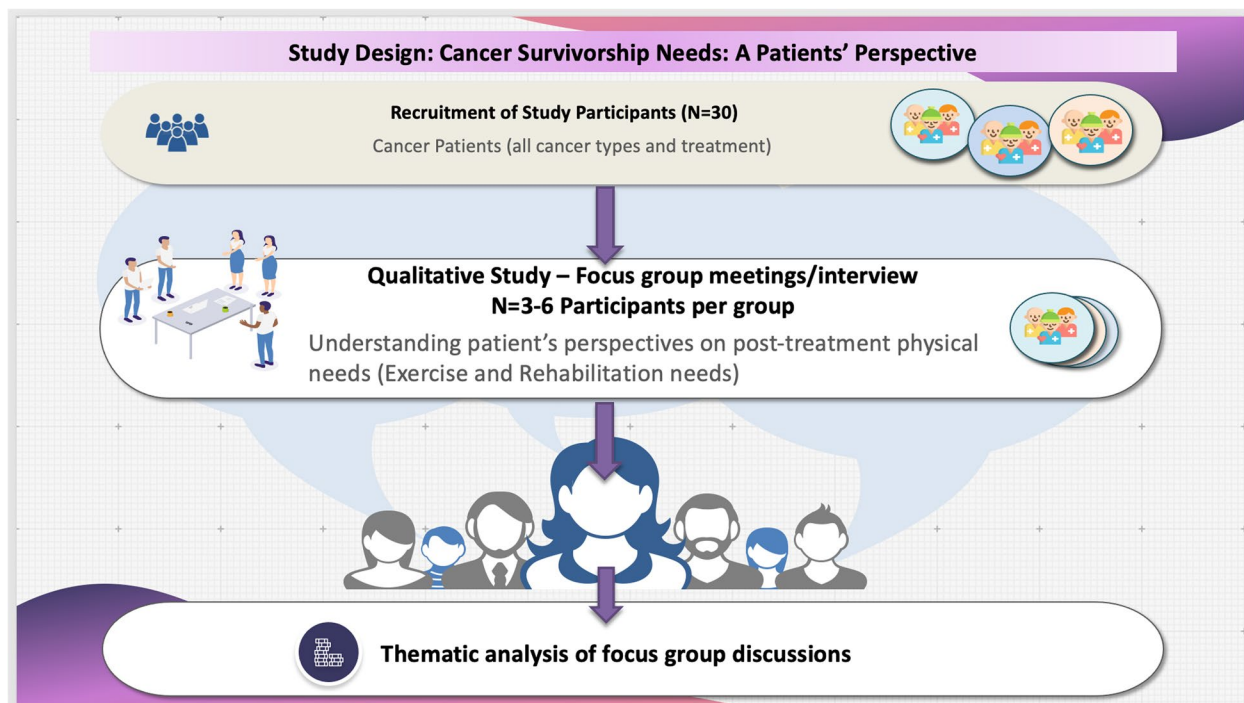 Study Design: Cancer Survivorship Needs: A Patients’ Perspective
Recruitment of Study Participants (N=30)
Cancer Patients (all cancer types and treatment)
Qualitative Study – Focus group meetings/interview
N=3-6 Participants per group
Understanding patient’s perspectives on post-treatment physical
needs (Exercise and Rehabilitation needs)
Thematic analysis of focus group discussions